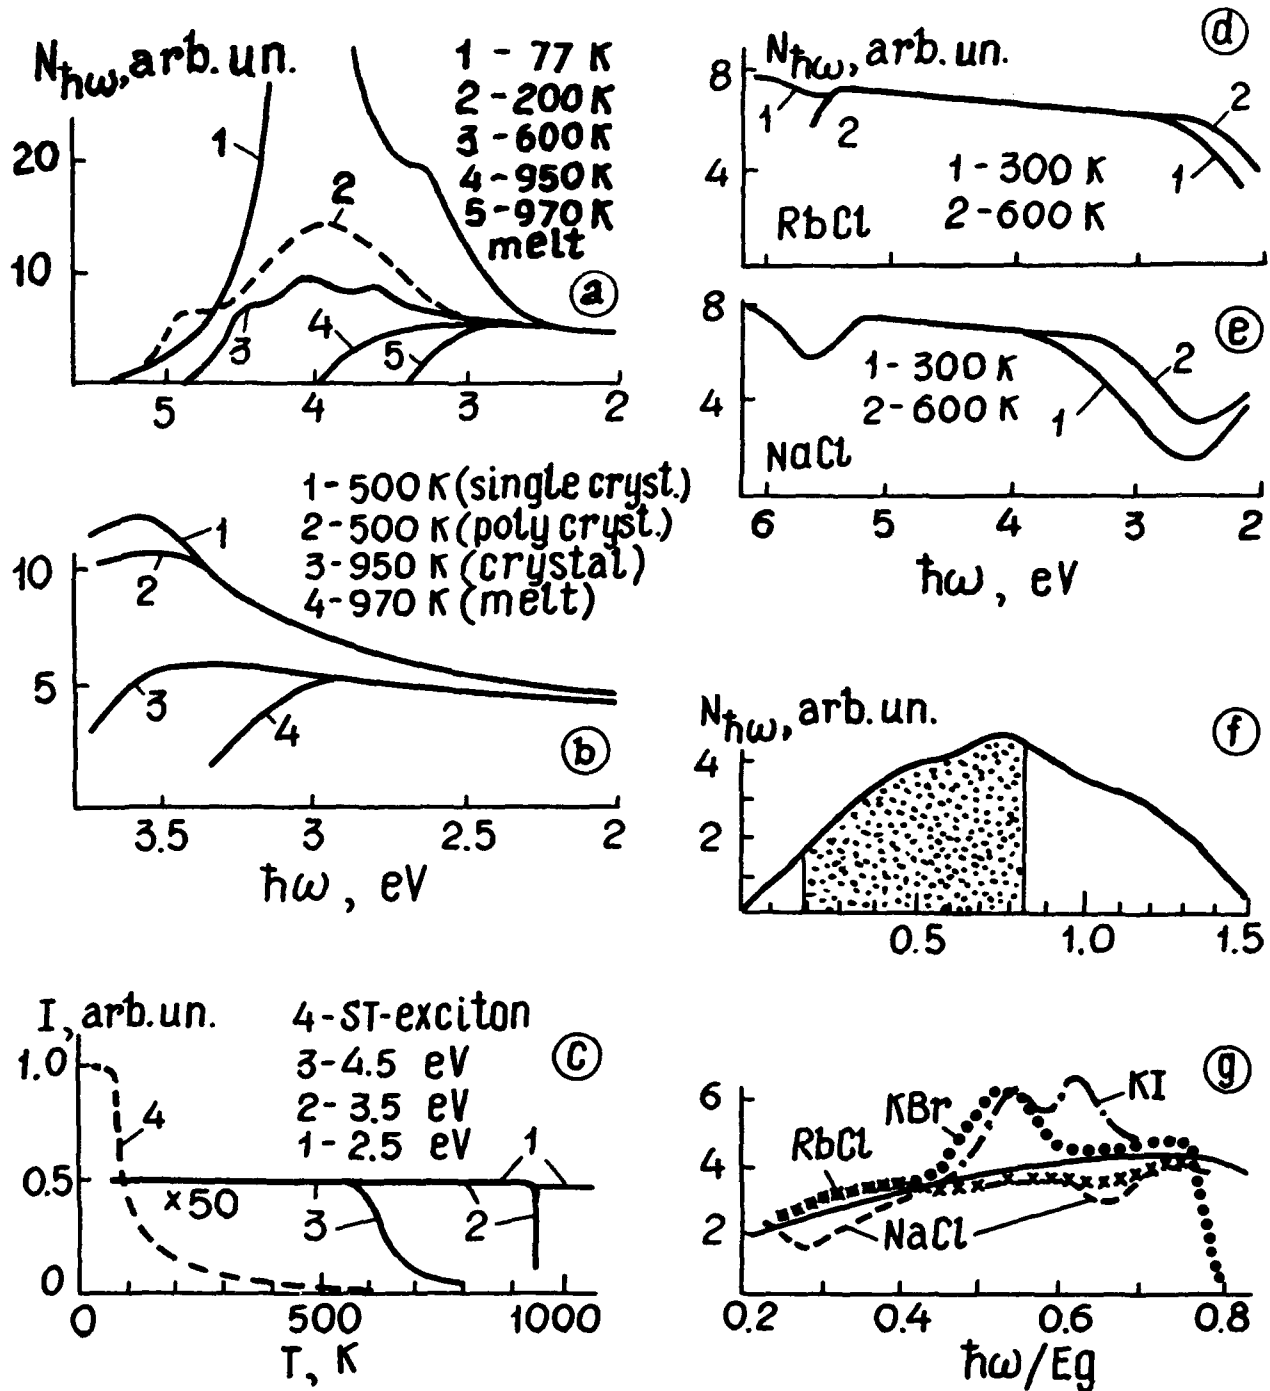 Nħω, arb. un.
1 - 77 K
2 - 200 K
3 - 600 K
4 - 950 K
5 - 970 K
melt
20
10
1
2
3
4
5
a
5 4 3 2
1 - 500 K (single cryst.)
2 - 500 K (poly cryst.)
3 - 950 K (crystal)
4 - 970 K (melt)
10
5
1
2
3
4
b
3.5 3 2.5 2
ħω, eV
I, arb. un.
4 - ST-exciton
3 - 4.5 eV
2 - 3.5 eV
1 - 2.5 eV
c
1.0
0.5
0
4
×50
3
2
1
0 500 1000
T, K
d
Nħω, arb. un.
8
4
1
2
2
1
1 - 300 K
2 - 600 K
RbCl
e
8
4
1 - 300 K
2 - 600 K
2
1
NaCl
6 5 4 3 2
ħω, eV
Nħω, arb. un.
f
4
2
0.5 1.0 1.5
g
6
4
2
KBr
KI
RbCl
NaCl
0.2 0.4 0.6 0.8
ħω/Eg